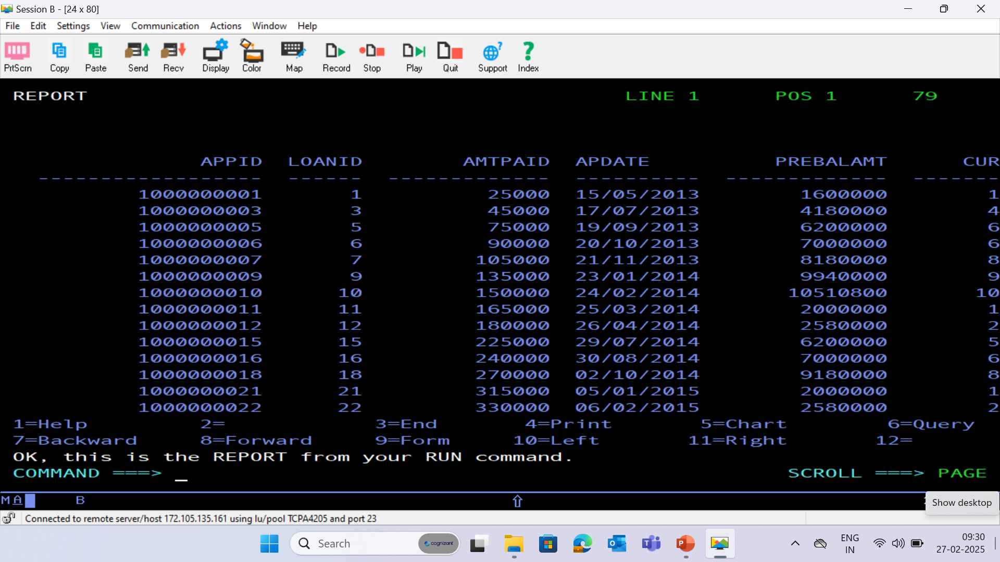 Session B - [24 x 80]
File Edit Settings View Communication Actions Window Help
PrtScrn Copy Paste Send Recv Display Color Map Record Stop Play Quit Support Index
REPORT LINE 1 POS 1 79
APPID LOANID AMTPAID APDATE PREBALAMT CUR
----------------- ------ ------------- ---------- ------------- -------
1000000001 1 25000 15/05/2013 1600000 1
1000000003 3 45000 17/07/2013 4180000 4
1000000005 5 75000 19/09/2013 6200000 6
1000000006 6 90000 20/10/2013 7000000 6
1000000007 7 105000 21/11/2013 8180000 8
1000000009 9 135000 23/01/2014 9940000 9
1000000010 10 150000 24/02/2014 10510800 10
1000000011 11 165000 25/03/2014 2000000 1
1000000012 12 180000 26/04/2014 2580000 2
1000000015 15 225000 29/07/2014 6200000 5
1000000016 16 240000 30/08/2014 7000000 6
1000000018 18 270000 02/10/2014 9180000 8
1000000021 21 315000 05/01/2015 2000000 1
1000000022 22 330000 06/02/2015 2580000 2
1=Help 2= 3=End 4=Print 5=Chart 6=Query
7=Backward 8=Forward 9=Form 10=Left 11=Right 12=
OK, this is the REPORT from your RUN command.
COMMAND ===> _ SCROLL ===> PAGE
MA B
Show desktop
Connected to remote server/host 172.105.135.161 using lu/pool TCPA4205 and port 23
Search cognizant
ENG
IN
09:30
27-02-2025